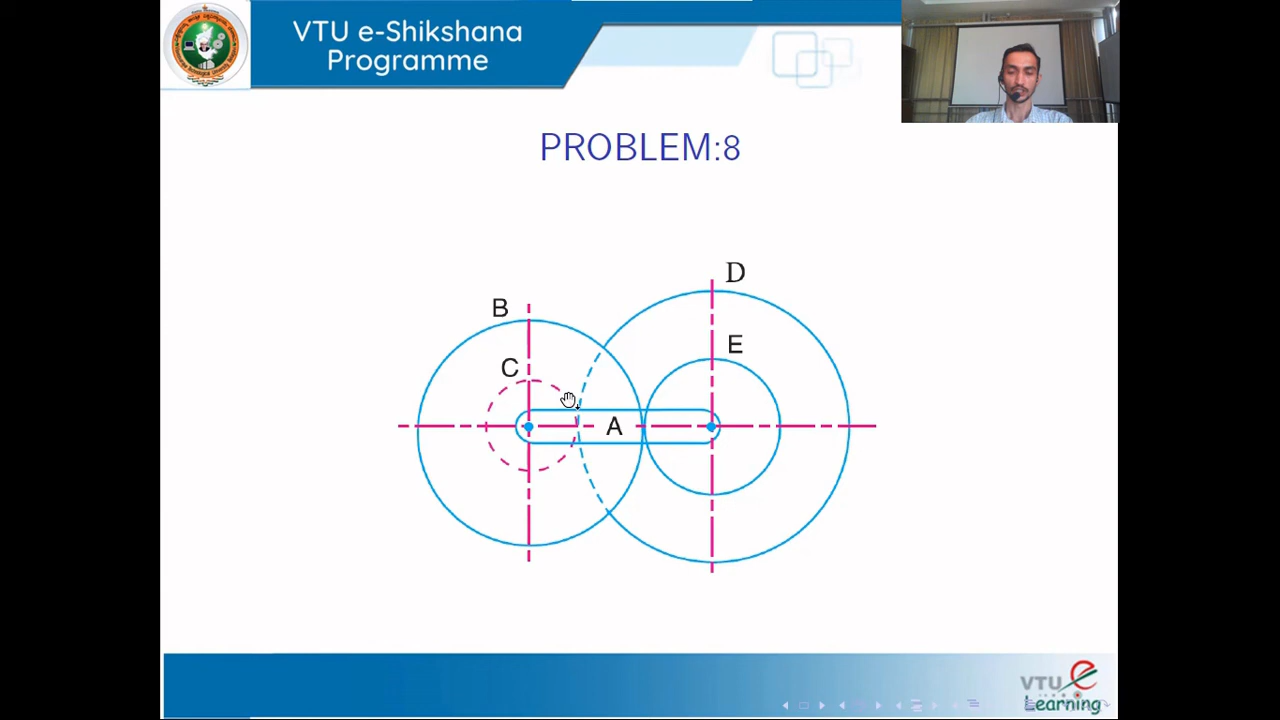 VTU e-Shikshana
Programme
PROBLEM:8
D
B
E
C
A
VTU
Learning